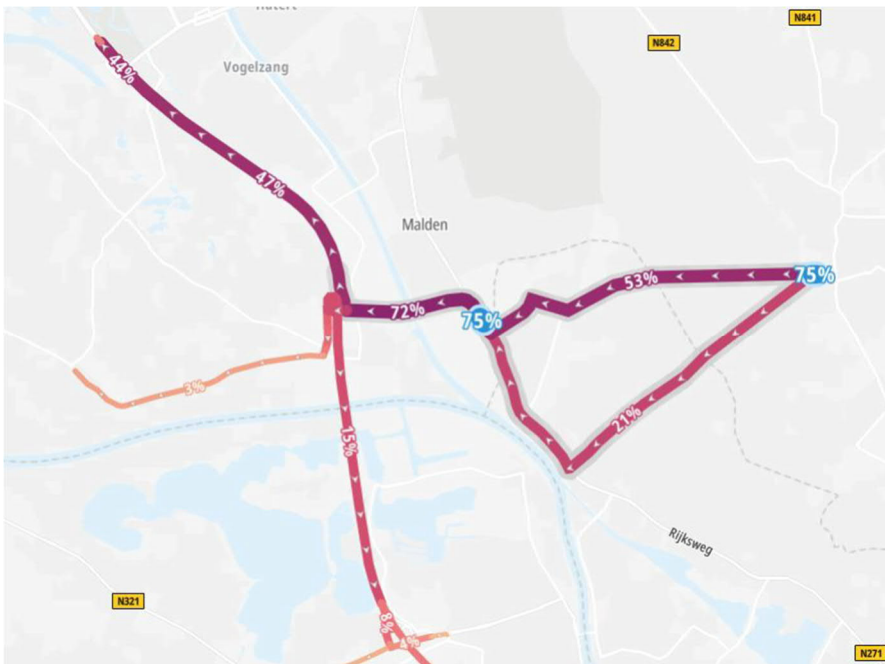 N841
N842
44%
Vogelzang
47%
Malden
53%
75%
72%
75%
3%
21%
15%
Rijksweg
N321
8%
4%
N271